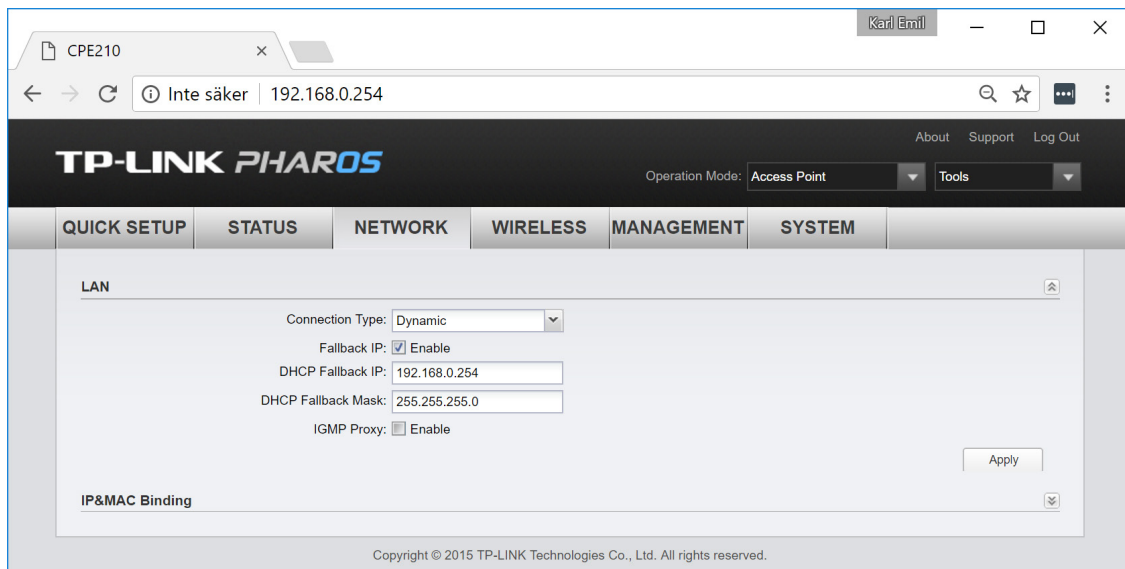 Karl Emil
CPE210
Inte säker 192.168.0.254
About Support Log Out
TP-LINK PHAROS
Operation Mode: Access Point Tools
QUICK SETUP STATUS NETWORK WIRELESS MANAGEMENT SYSTEM
LAN
Connection Type: Dynamic
Fallback IP: Enable
DHCP Fallback IP: 192.168.0.254
DHCP Fallback Mask: 255.255.255.0
IGMP Proxy: Enable
Apply
IP&MAC Binding
Copyright © 2015 TP-LINK Technologies Co., Ltd. All rights reserved.